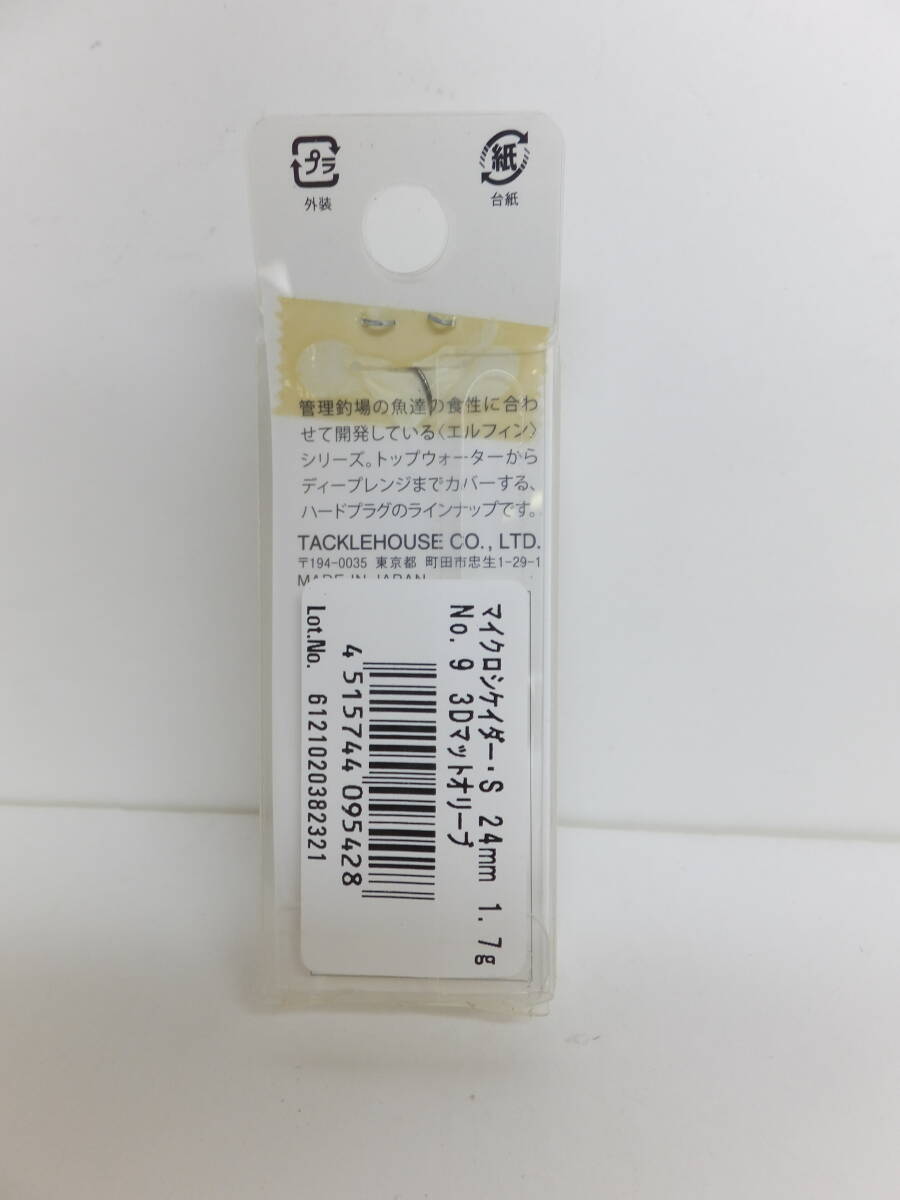 プラ
外装
紙
台紙
管理釣場の魚達の食性に合わ
せて開発している〈エルフィン〉
シリーズ。トップウォーターから
ディープレンジまでカバーする、
ハードプラグのラインナップです。
TACKLEHOUSE CO., LTD.
〒194-0035 東京都 町田市忠生1-29-1
MADE IN JAPAN
マイクロシケイダー・S 24mm 1.7g
No. 9 3Dマットオリーブ
4 515744 095428
Lot.No. 6121020382321